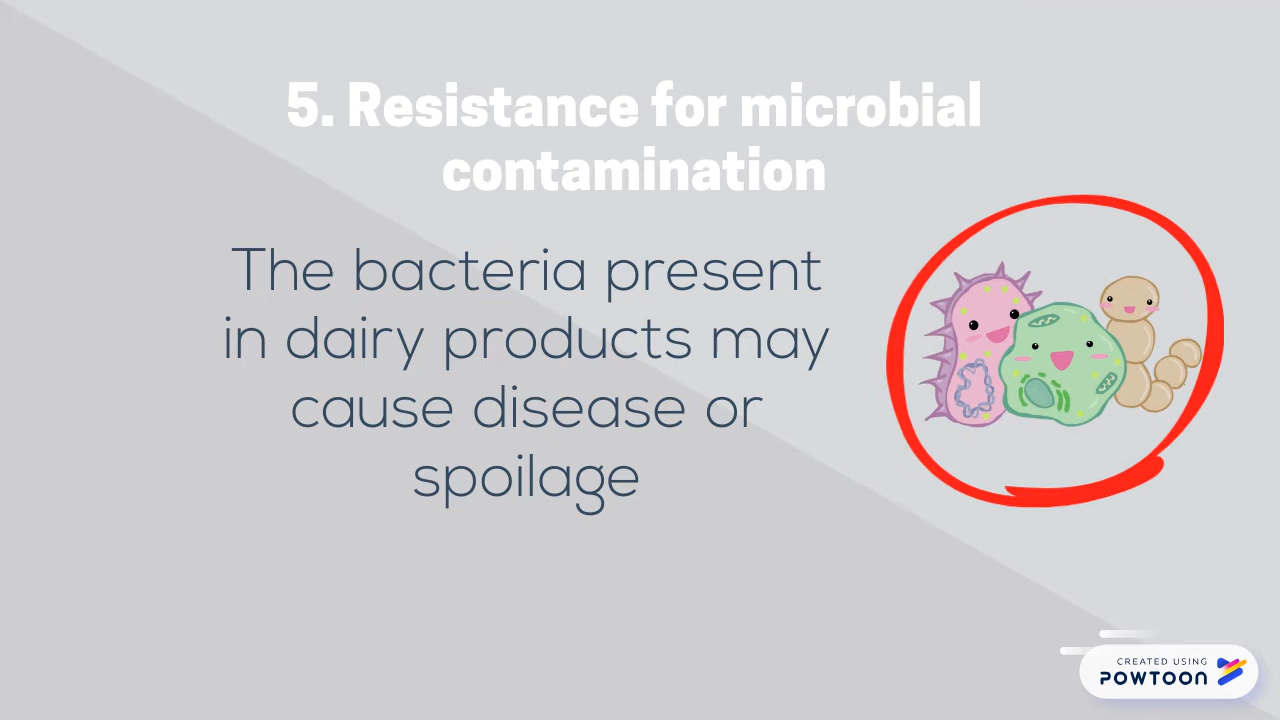 5. Resistance for microbial
contamination
The bacteria present
in dairy products may
cause disease or
spoilage
CREATED USING
POWTOON